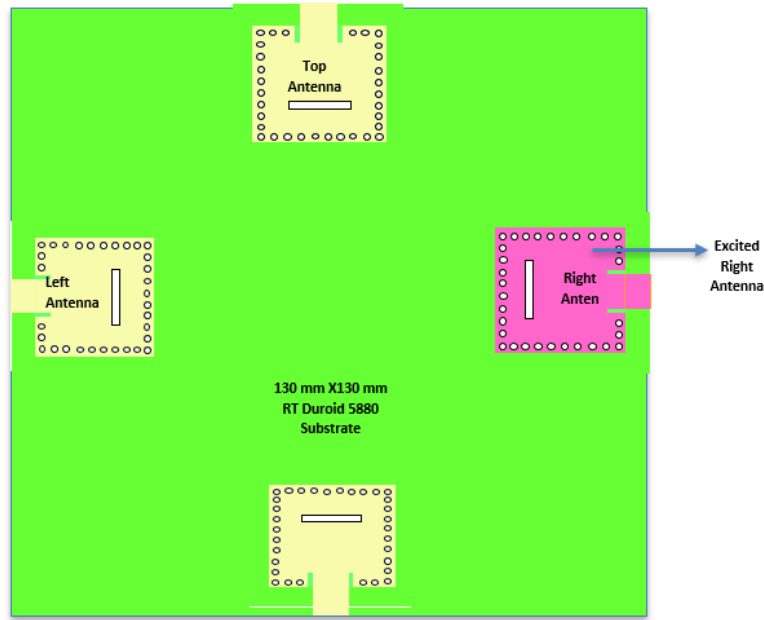 Top
Antenna
Left
Antenna
Right
Anten
Excited
Right
Antenna
130 mm X130 mm
RT Duroid 5880
Substrate